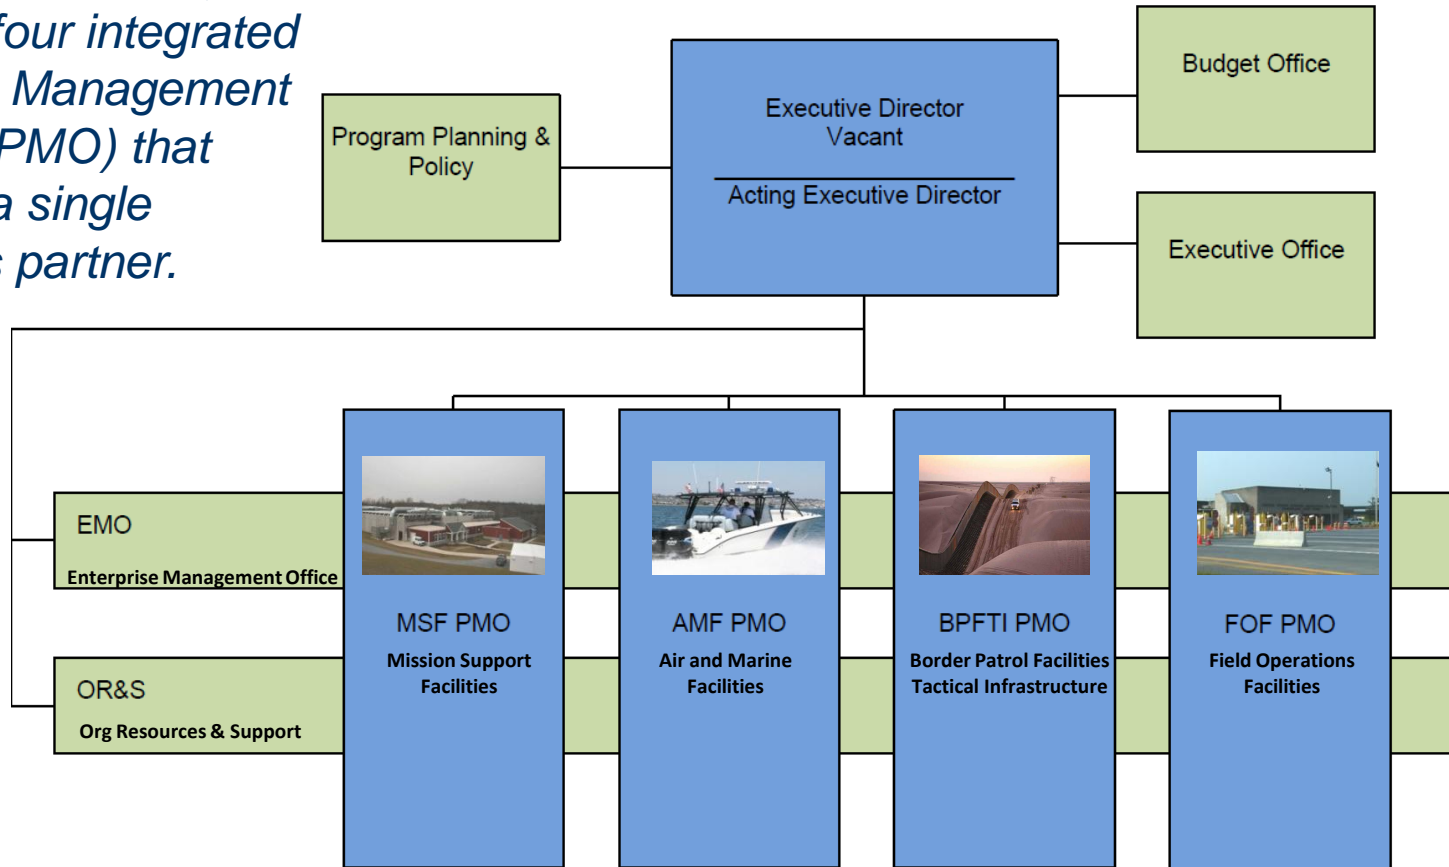 four integrated
Management
PMO) that
a single
partner.
Program Planning &
Policy
Executive Director
Vacant
Acting Executive Director
Budget Office
Executive Office
EMO
Enterprise Management Office
OR&S
Org Resources & Support
MSF PMO
Mission Support
Facilities
AMF PMO
Air and Marine
Facilities
BPFTI PMO
Border Patrol Facilities
Tactical Infrastructure
FOF PMO
Field Operations
Facilities